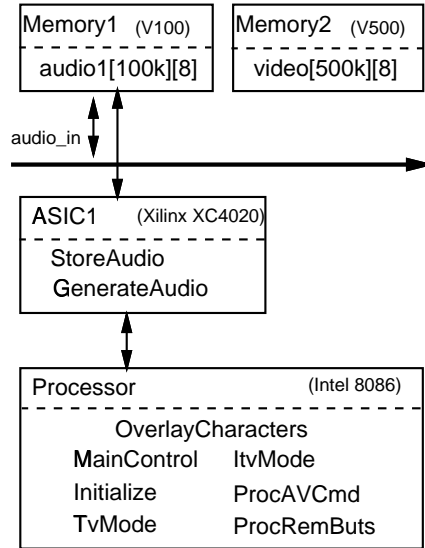 Memory1 (V100)
audio1[100k][8]
Memory2 (V500)
video[500k][8]
audio_in
ASIC1 (Xilinx XC4020)
StoreAudio
GenerateAudio
Processor (Intel 8086)
OverlayCharacters
MainControl ItvMode
Initialize ProcAVCmd
TvMode ProcRemButs